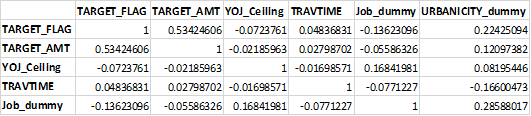 TARGET_FLAG TARGET_AMT YOJ_Ceiling TRAVTIME Job_dummy URBANICITY_dummy
TARGET_FLAG 1 0.53424606 -0.0723761 0.04836831 -0.13623096 0.22425094
TARGET_AMT 0.53424606 1 -0.02185963 0.02798702 -0.05586326 0.12097382
YOJ_Ceiling -0.0723761 -0.02185963 1 -0.01698571 0.16841981 0.08195446
TRAVTIME 0.04836831 0.02798702 -0.01698571 1 -0.0771227 -0.16600473
Job_dummy -0.13623096 -0.05586326 0.16841981 -0.0771227 1 0.28588017